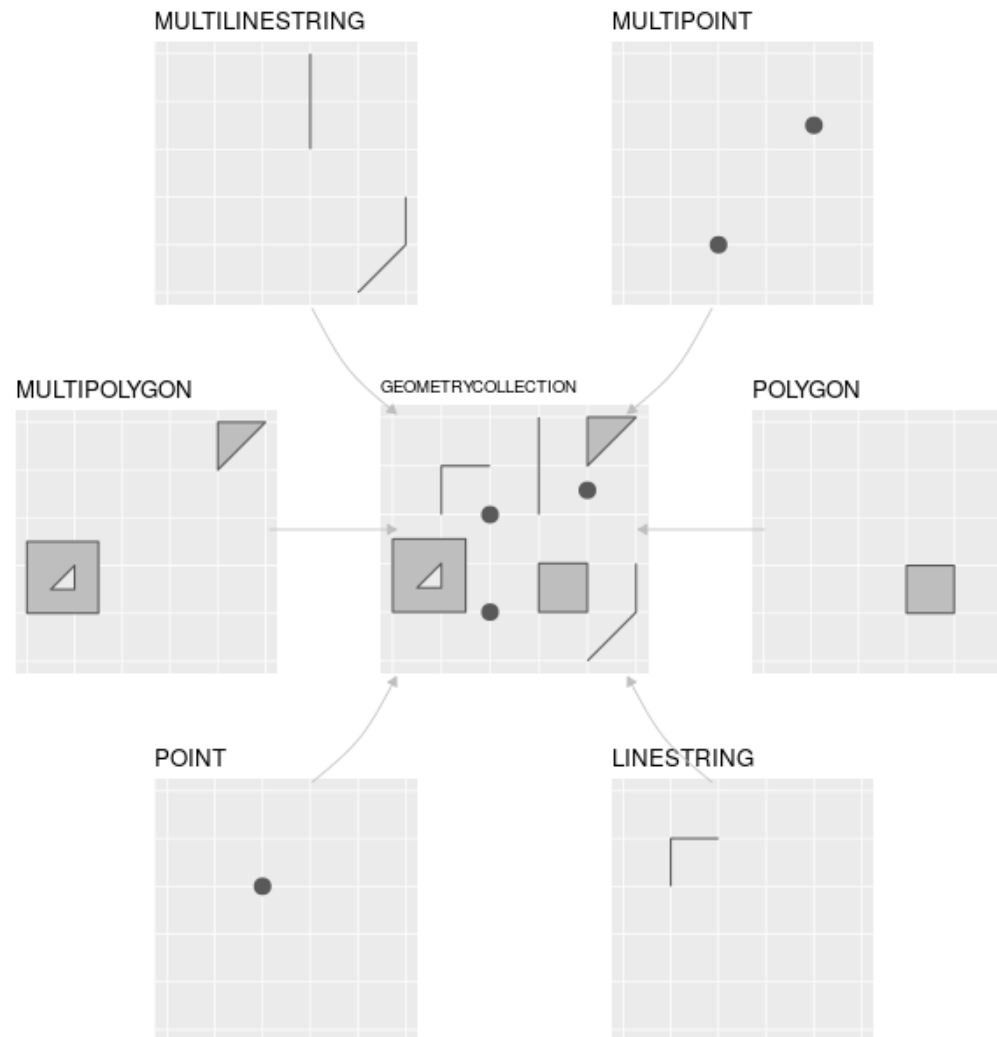 MULTILINESTRING
MULTIPOINT
MULTIPOLYGON
GEOMETRYCOLLECTION
POLYGON
POINT
LINESTRING